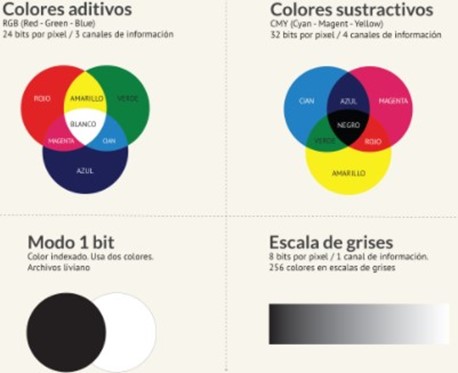 Colores aditivos
RGB (Red - Green - Blue)
24 bits por pixel / 3 canales de información
ROJO
AMARILLO
VERDE
BLANCO
MAGENTA
CIAN
AZUL
Colores sustractivos
CMY (Cyan - Magent - Yellow)
32 bits por pixel / 4 canales de información
CIAN
AZUL
MAGENTA
NEGRO
VERDE
ROJO
AMARILLO
Modo 1 bit
Color indexado. Usa dos colores.
Archivos liviano
Escala de grises
8 bits por pixel / 1 canal de información.
256 colores en escalas de grises